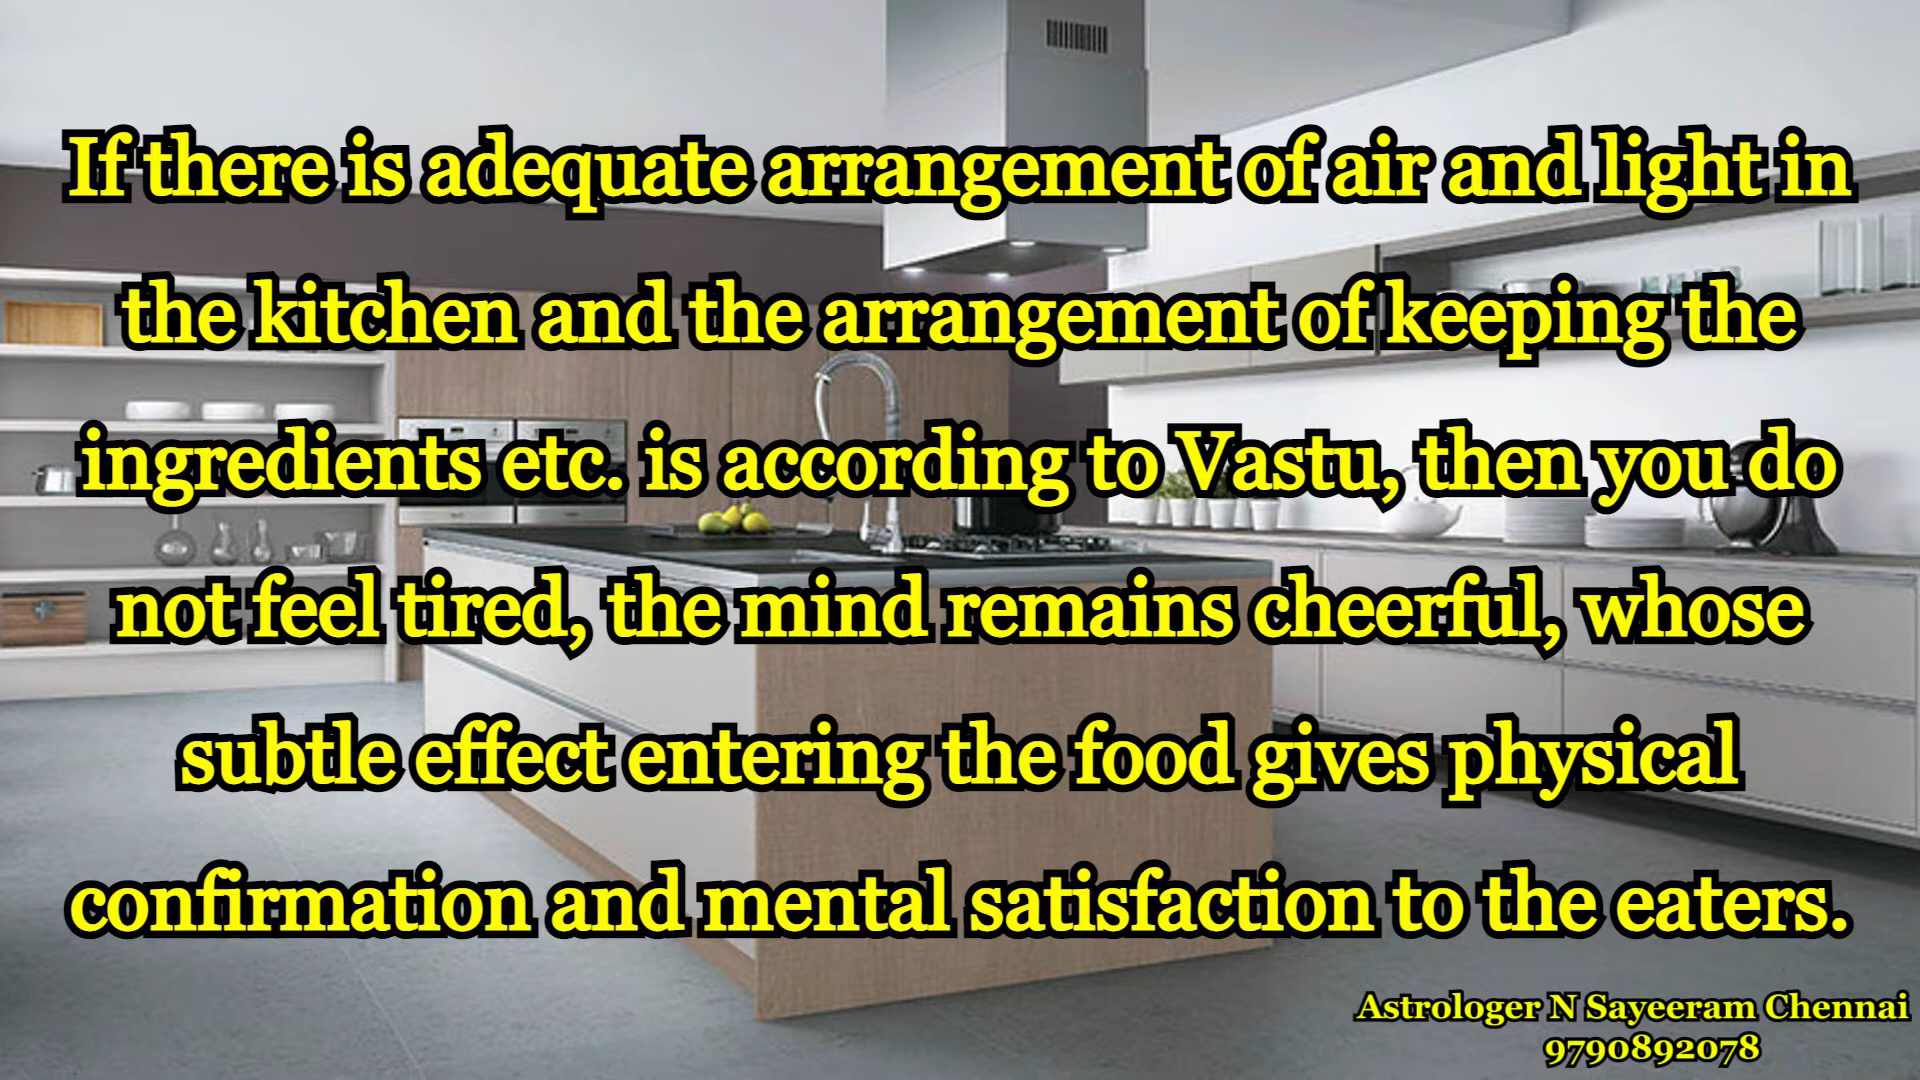 If there is adequate arrangement of air and light in
the kitchen and the arrangement of keeping the
ingredients etc. is according to Vastu, then you do
not feel tired, the mind remains cheerful, whose
subtle effect entering the food gives physical
confirmation and mental satisfaction to the eaters.
Astrologer N Sayeeram Chennai
9790892078